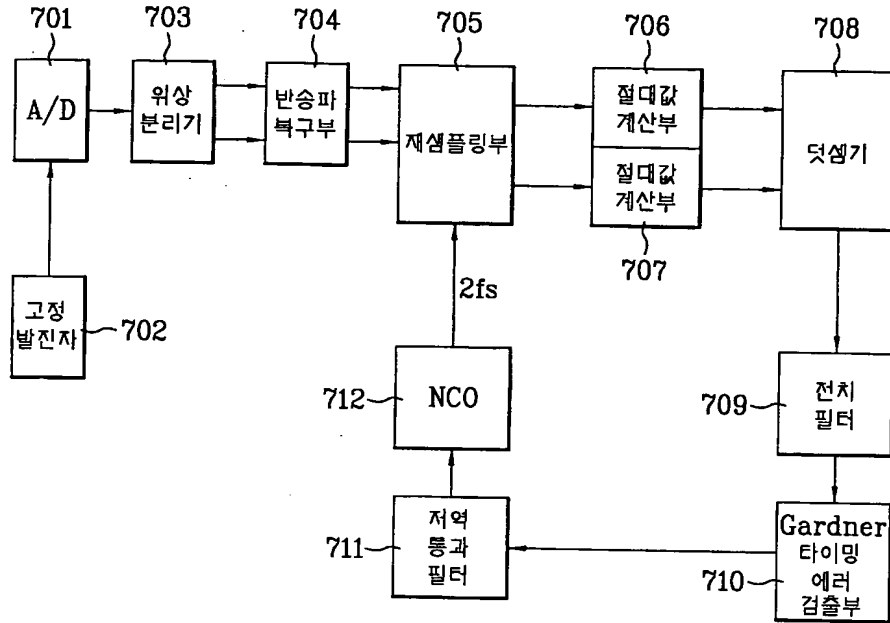 701
703
704
705
706
708
A/D
위상
분리기
반송파
복구부
재샘플링부
절대값
계산부
절대값
계산부
덧셈기
707
고정
발진자
702
2fs
712
NCO
709
전치
필터
711
저역
통과
필터
710
Gardner
타이밍
에러
검출부